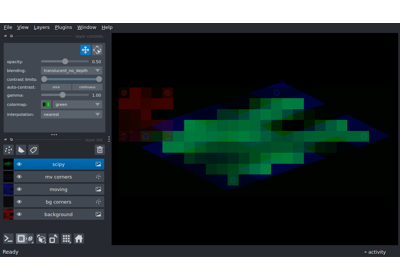 File View Layers Plugins Window Help
opacity: 0.50
blending: translucent_no_depth
contrast limits:
auto-contrast: once continuous
gamma: 1.00
colormap: green
interpolation: nearest
scipy
mv corners
moving
bg corners
background
Ready
activity